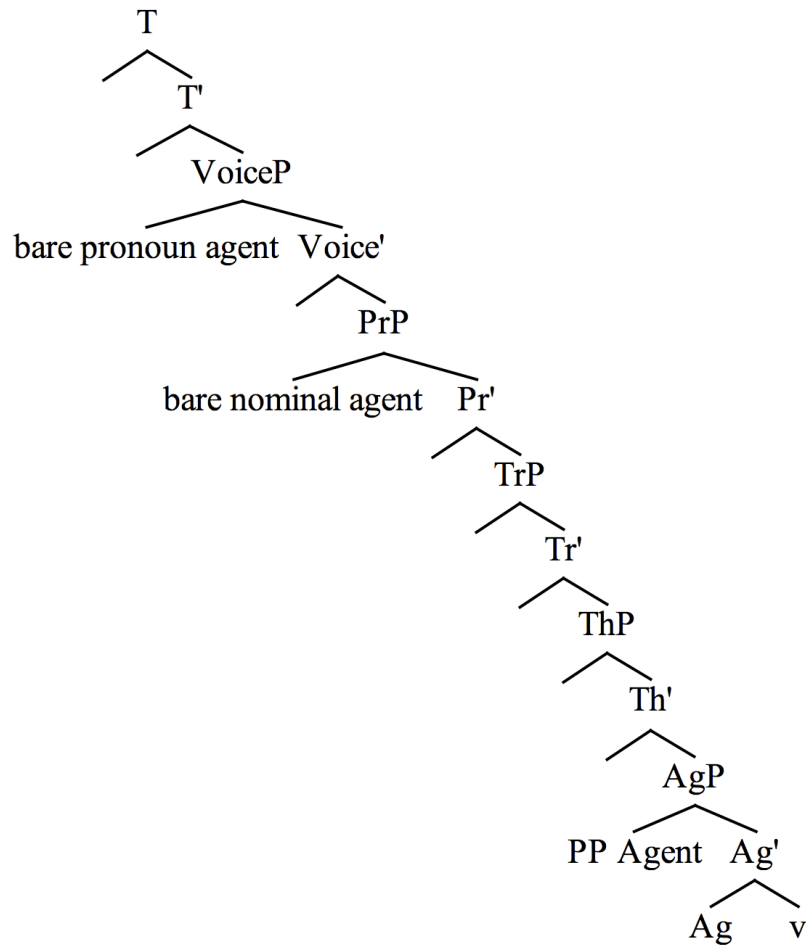 T
T'
VoiceP
bare pronoun agent Voice'
PrP
bare nominal agent Pr'
TrP
Tr'
ThP
Th'
AgP
PP Agent Ag'
Ag v